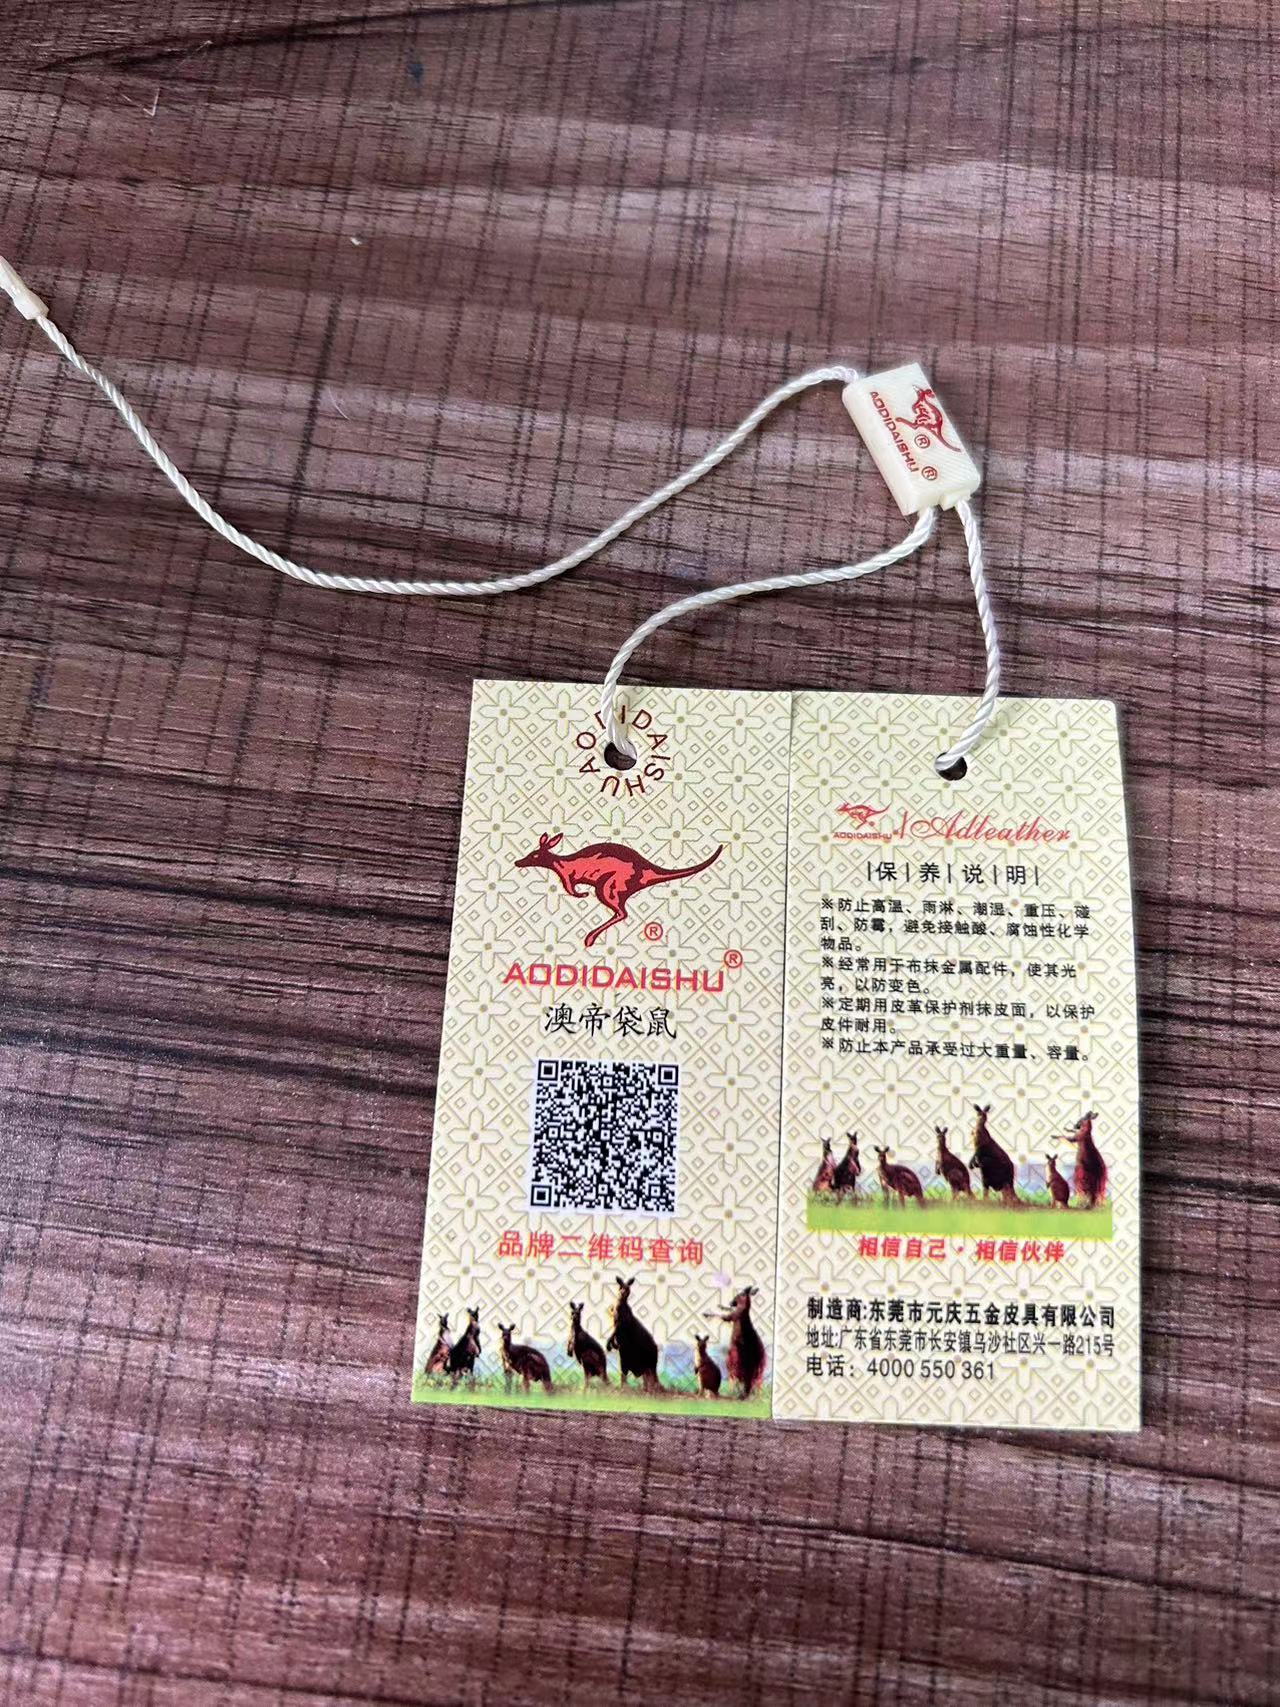 AODIDAISHU
®
®
AODIDAISHU
®
AODIDAISHU®
澳帝袋鼠
品牌二维码查询
AODIDAISHU | Adleather
|保|养|说|明|
※防止高温、雨淋、潮湿、重压、碰
刮、防霉，避免接触酸、腐蚀性化学
物品。
※经常用于布抹金属配件，使其光
亮，以防变色。
※定期用皮革保护剂抹皮面，以保护
皮件耐用。
※防止本产品承受过大重量、容量。
相信自己·相信伙伴
制造商:东莞市元庆五金皮具有限公司
地址:广东省东莞市长安镇乌沙社区兴一路215号
电话：4000 550 361